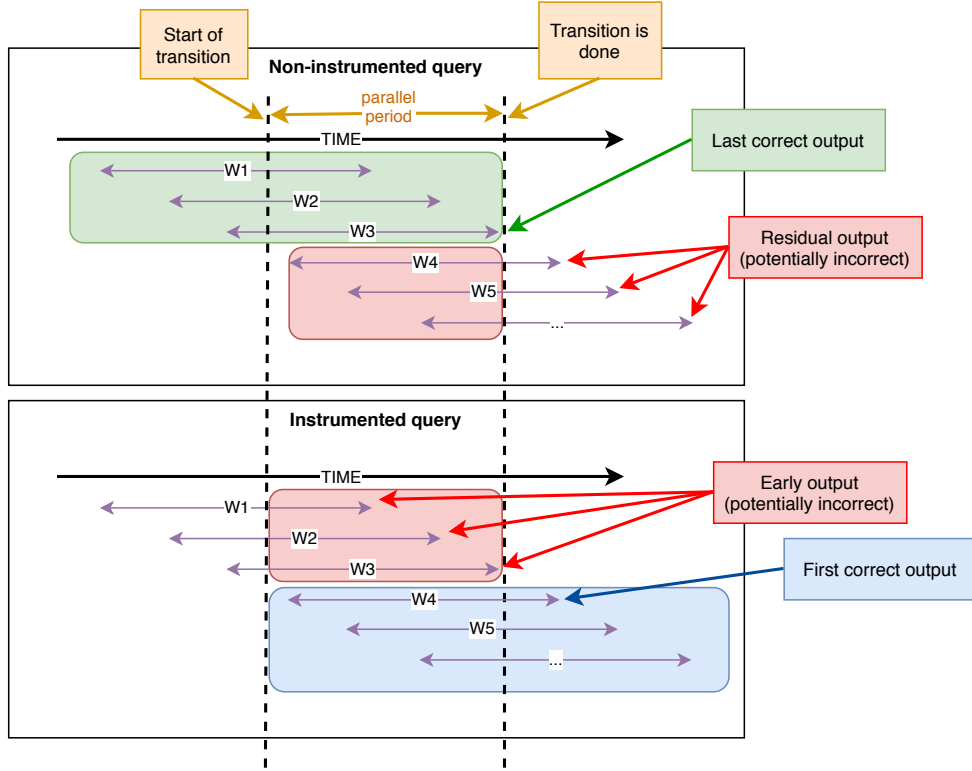 Start of
transition
Transition is
done
Non-instrumented query
parallel
period
TIME
Last correct output
W1
W2
W3
Residual output
(potentially incorrect)
W4
W5
...
Instrumented query
TIME
Early output
(potentially incorrect)
W1
W2
W3
First correct output
W4
W5
...